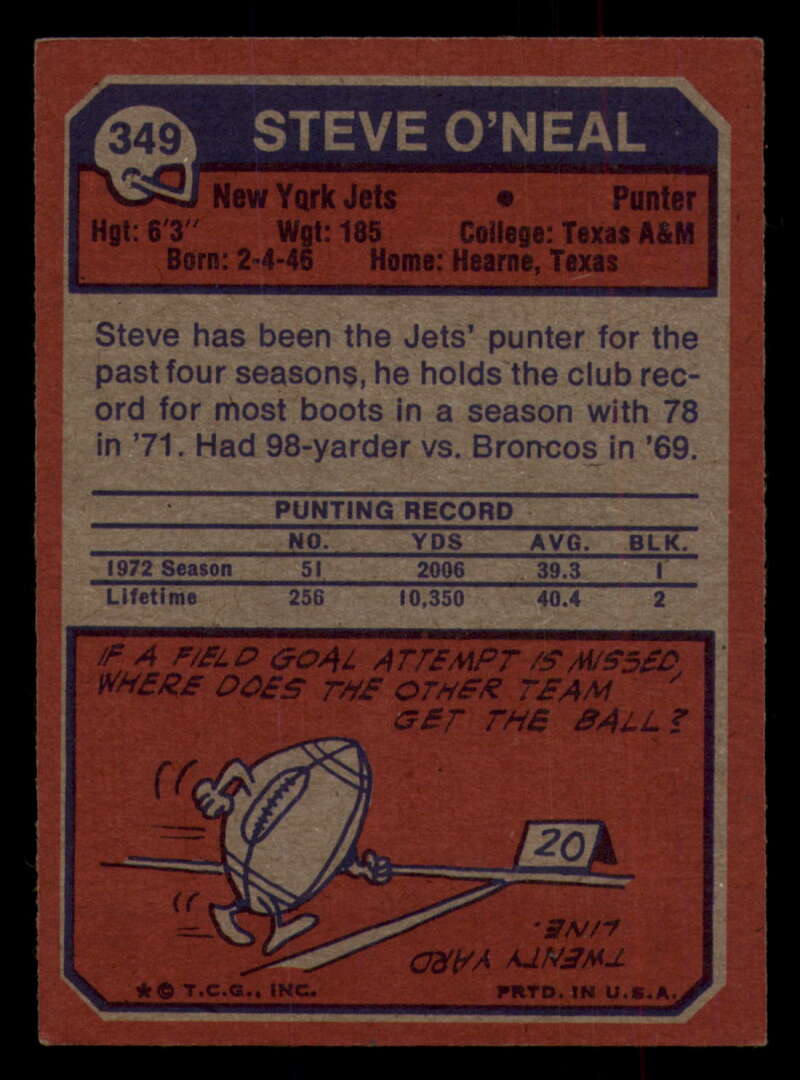 349
STEVE O'NEAL
New York Jets • Punter
Hgt: 6'3" Wgt: 185 College: Texas A&M
Born: 2-4-46 Home: Hearne, Texas
Steve has been the Jets' punter for the
past four seasons, he holds the club rec-
ord for most boots in a season with 78
in '71. Had 98-yarder vs. Broncos in '69.
PUNTING RECORD
NO. YDS AVG. BLK.
1972 Season 51 2006 39.3 1
Lifetime 256 10,350 40.4 2
IF A FIELD GOAL ATTEMPT IS MISSED,
WHERE DOES THE OTHER TEAM
GET THE BALL?
20
TWENTY YARD
LINE.
★ © T.C.G., INC. PRTD. IN U.S.A.